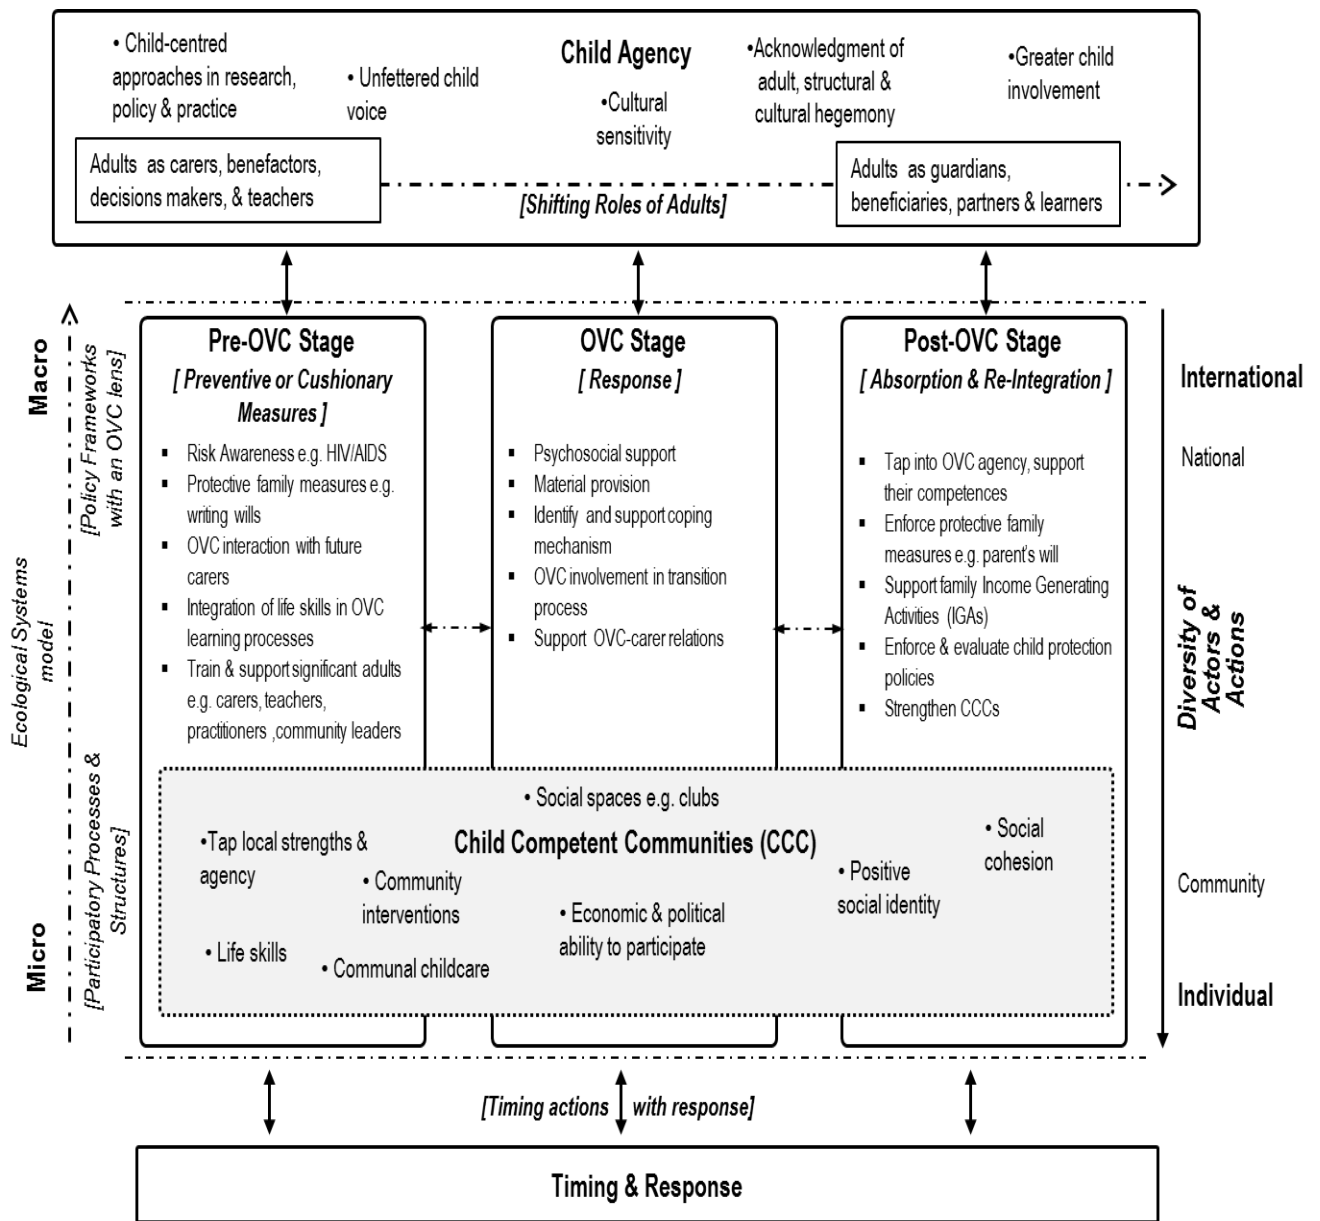 • Child-centred
approaches in research,
policy & practice
• Unfettered child
voice
Child Agency
•Cultural
sensitivity
•Acknowledgment of
adult, structural &
cultural hegemony
•Greater child
involvement
Adults as carers, benefactors,
decisions makers, & teachers
[Shifting Roles of Adults]
Adults as guardians,
beneficiaries, partners & learners
Macro
[Policy Frameworks
with an OVC lens]
Ecological Systems
model
[Participatory Processes &
Structures]
Micro
Pre-OVC Stage
[ Preventive or Cushionary
Measures ]
▪ Risk Awareness e.g. HIV/AIDS
▪ Protective family measures e.g.
writing wills
▪ OVC interaction with future
carers
▪ Integration of life skills in OVC
learning processes
▪ Train & support significant adults
e.g. carers, teachers,
practitioners ,community leaders
OVC Stage
[ Response ]
▪ Psychosocial support
▪ Material provision
▪ Identify and support coping
mechanism
▪ OVC involvement in transition
process
▪ Support OVC-carer relations
Post-OVC Stage
[ Absorption & Re-Integration ]
▪ Tap into OVC agency, support
their competences
▪ Enforce protective family
measures e.g. parent's will
▪ Support family Income Generating
Activities (IGAs)
▪ Enforce & evaluate child protection
policies
▪ Strengthen CCCs
International
National
Diversity of
Actors &
Actions
Community
Individual
• Social spaces e.g. clubs
Child Competent Communities (CCC)
•Tap local strengths &
agency
• Community
interventions
• Life skills
• Communal childcare
• Economic & political
ability to participate
• Positive
social identity
• Social
cohesion
[Timing actions with response]
Timing & Response